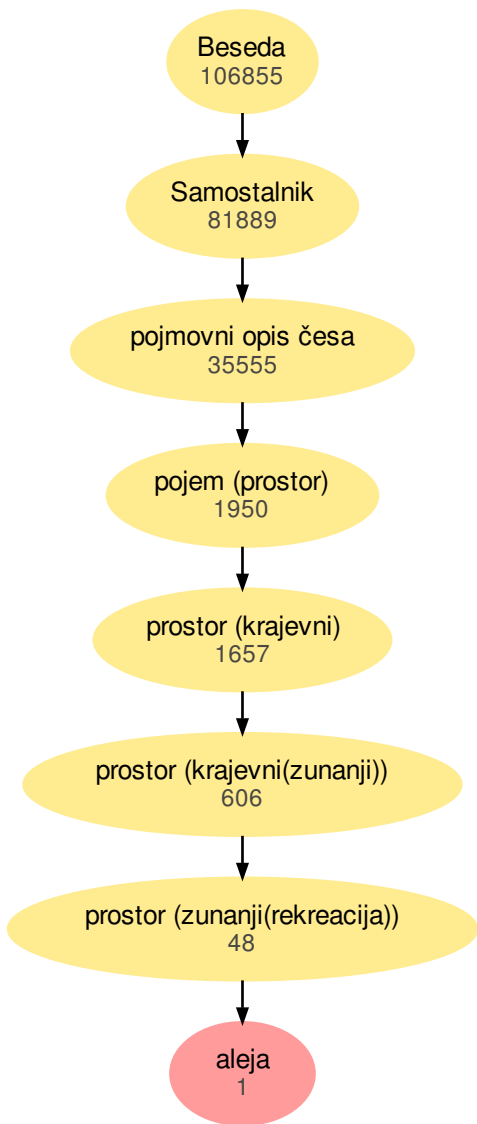 Beseda
106855
Samostalnik
81889
pojmovni opis česa
35555
pojem (prostor)
1950
prostor (krajevni)
1657
prostor (krajevni(zunanji))
606
prostor (zunanji(rekreacija))
48
aleja
1